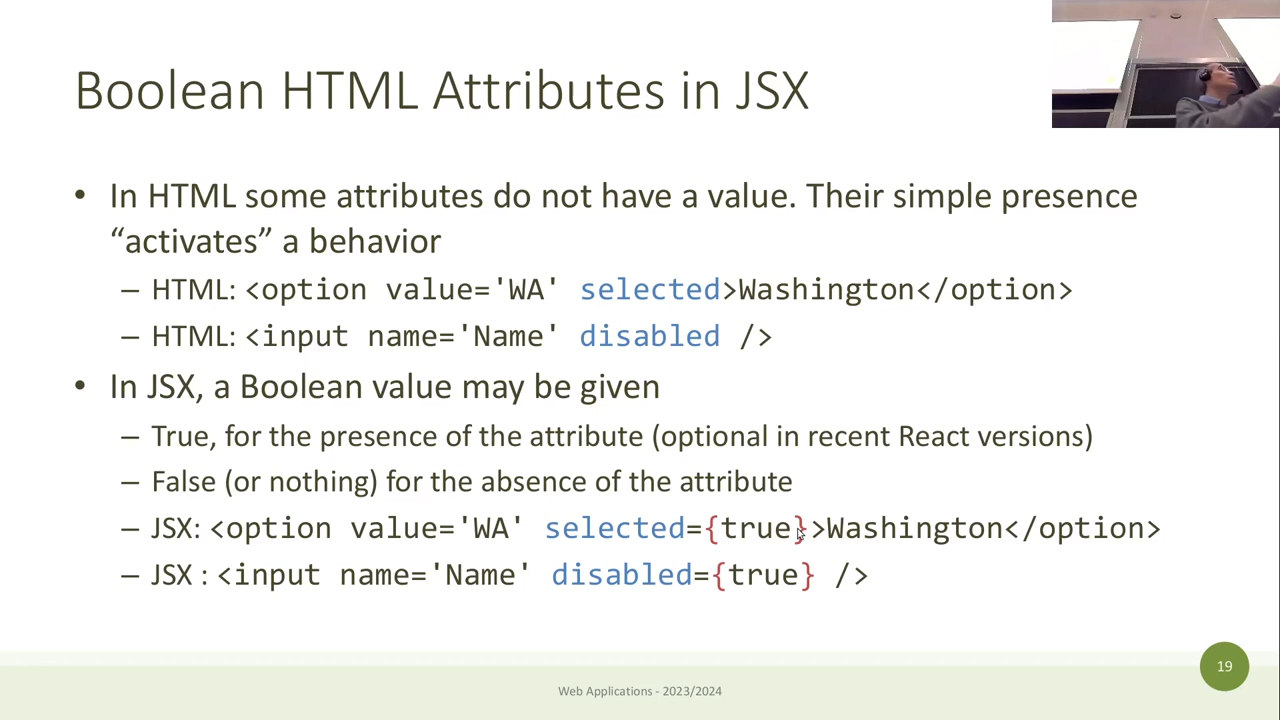 Boolean HTML Attributes in JSX
• In HTML some attributes do not have a value. Their simple presence
“activates” a behavior
– HTML: <option value='WA' selected>Washington</option>
– HTML: <input name='Name' disabled />
• In JSX, a Boolean value may be given
– True, for the presence of the attribute (optional in recent React versions)
– False (or nothing) for the absence of the attribute
– JSX: <option value='WA' selected={true}>Washington</option>
– JSX : <input name='Name' disabled={true} />
19
Web Applications - 2023/2024